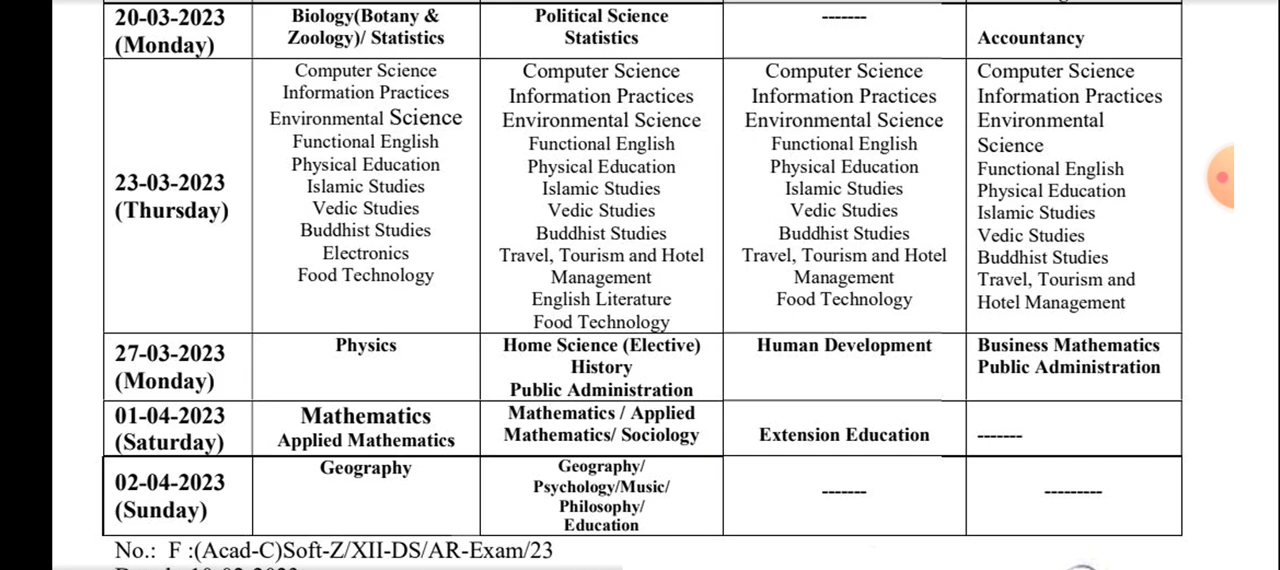 20-03-2023
(Monday)
Biology(Botany &
Zoology)/ Statistics
Political Science
Statistics
-------
Accountancy
23-03-2023
(Thursday)
Computer Science
Information Practices
Environmental Science
Functional English
Physical Education
Islamic Studies
Vedic Studies
Buddhist Studies
Electronics
Food Technology
Computer Science
Information Practices
Environmental Science
Functional English
Physical Education
Islamic Studies
Vedic Studies
Buddhist Studies
Travel, Tourism and Hotel
Management
English Literature
Food Technology
Computer Science
Information Practices
Environmental Science
Functional English
Physical Education
Islamic Studies
Vedic Studies
Buddhist Studies
Travel, Tourism and Hotel
Management
Food Technology
Computer Science
Information Practices
Environmental
Science
Functional English
Physical Education
Islamic Studies
Vedic Studies
Buddhist Studies
Travel, Tourism and
Hotel Management
27-03-2023
(Monday)
Physics
Home Science (Elective)
History
Public Administration
Human Development
Business Mathematics
Public Administration
01-04-2023
(Saturday)
Mathematics
Applied Mathematics
Mathematics / Applied
Mathematics/ Sociology
Extension Education
-------
02-04-2023
(Sunday)
Geography
Geography/
Psychology/Music/
Philosophy/
Education
-------
---------
No.:  F :(Acad-C)Soft-Z/XII-DS/AR-Exam/23